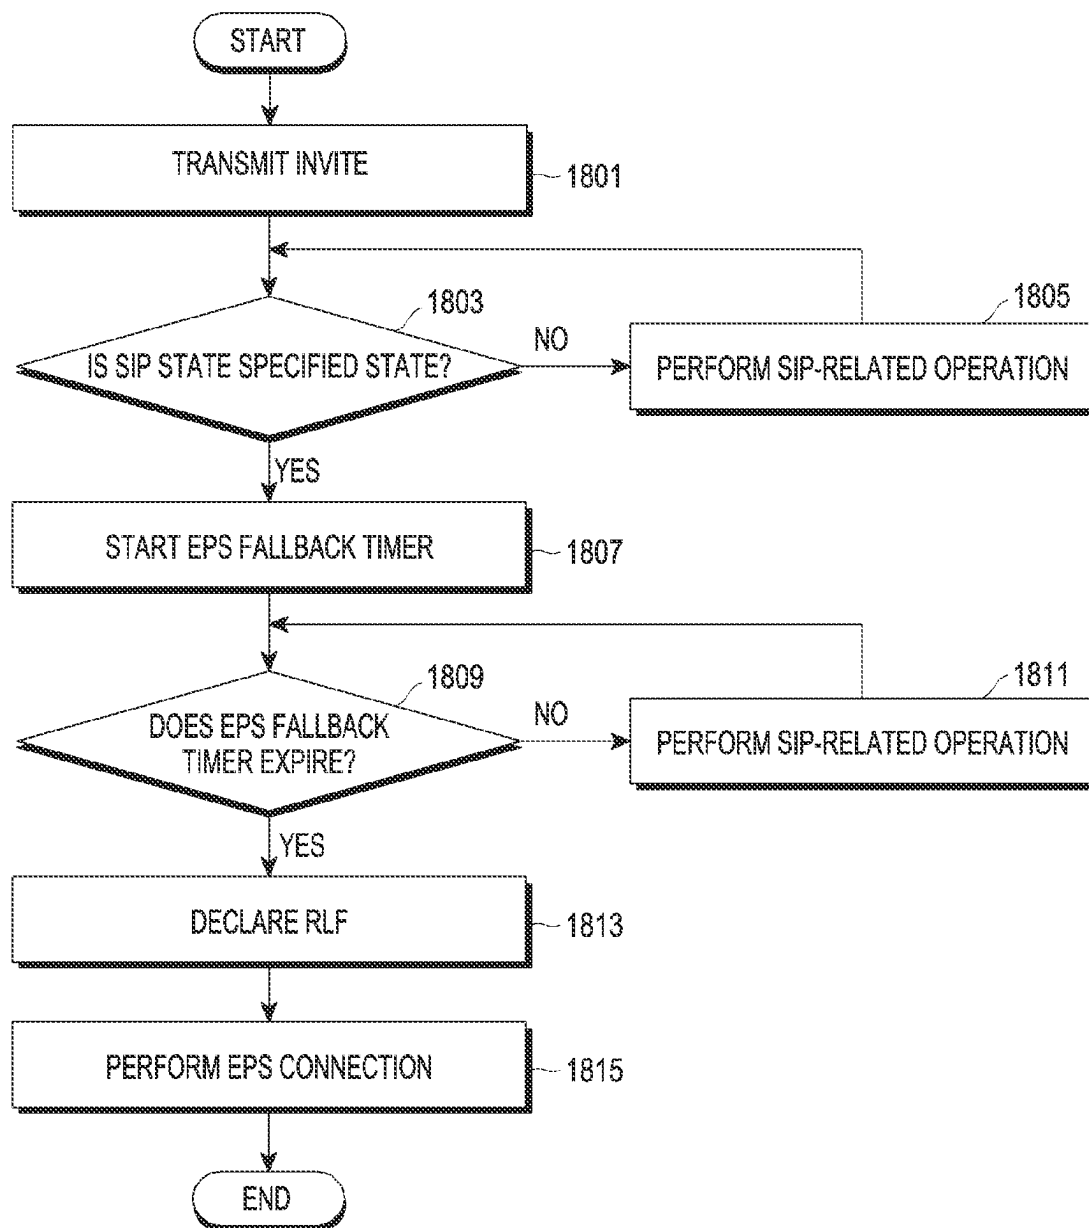 START
TRANSMIT INVITE
1801
1803
IS SIP STATE SPECIFIED STATE?
NO
1805
PERFORM SIP-RELATED OPERATION
YES
START EPS FALLBACK TIMER
1807
1809
DOES EPS FALLBACK
TIMER EXPIRE?
NO
1811
PERFORM SIP-RELATED OPERATION
YES
DECLARE RLF
1813
PERFORM EPS CONNECTION
1815
END